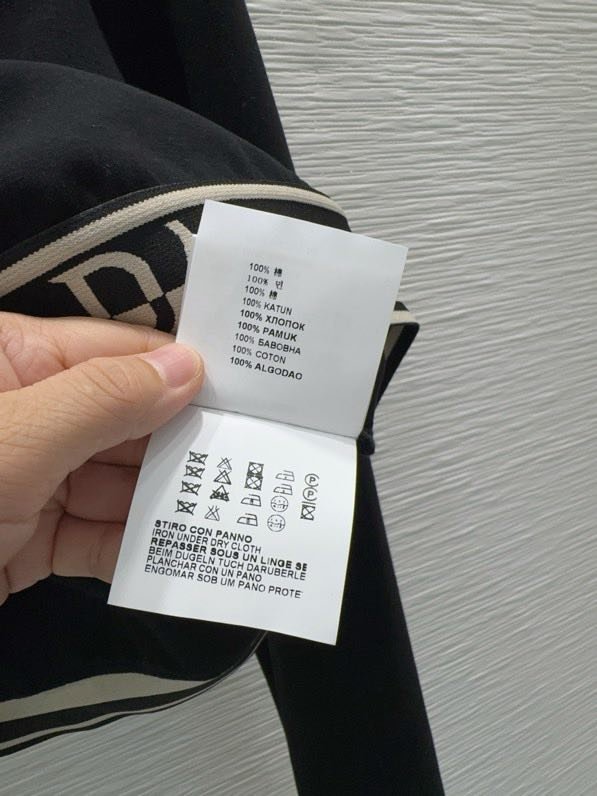 100% 棉
100% 면
100% 棉
100% KATUN
100% ХЛОПОК
100% PAMUK
100% БАВОВНА
100% COTON
100% ALGODAO
STIRO CON PANNO
IRON UNDER DRY CLOTH
REPASSER SOUS UN LINGE SE
BEIM DUGELN TUCH DARUBERLE
PLANCHAR CON UN PANO
ENGOMAR SOB UM PANO PROTE